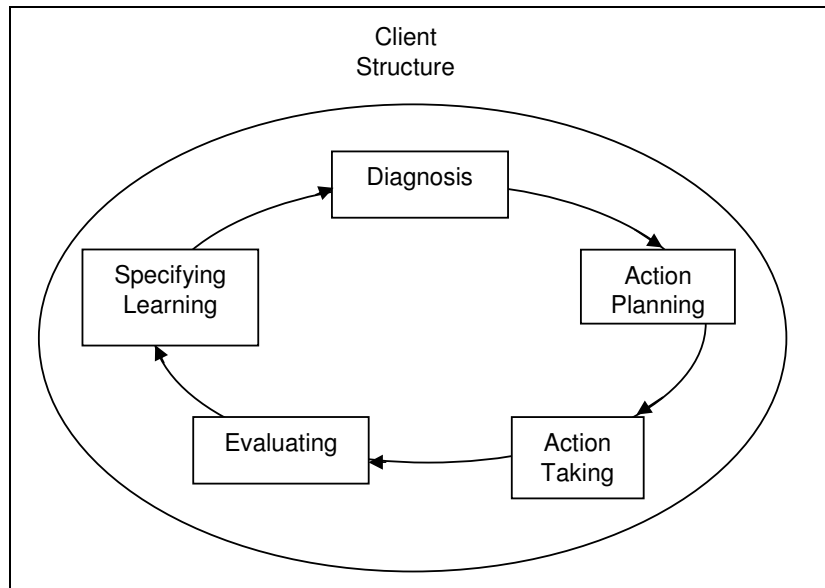 Client
Structure
Diagnosis
Action
Planning
Action
Taking
Evaluating
Specifying
Learning